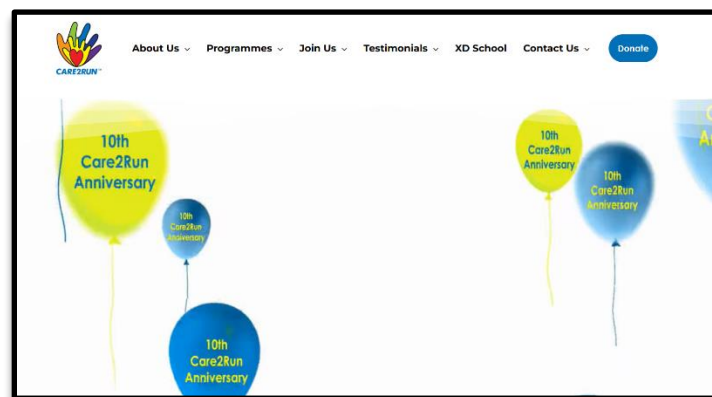 CARE2RUN™
About Us
Programmes
Join Us
Testimonials
XD School
Contact Us
Donate
10th
Care2Run
Anniversary
10th
Care2Run
Anniversary
10th
Care2Run
Anniversary
10th
Care2Run
Anniversary
10th
Care2Run
Anniversary